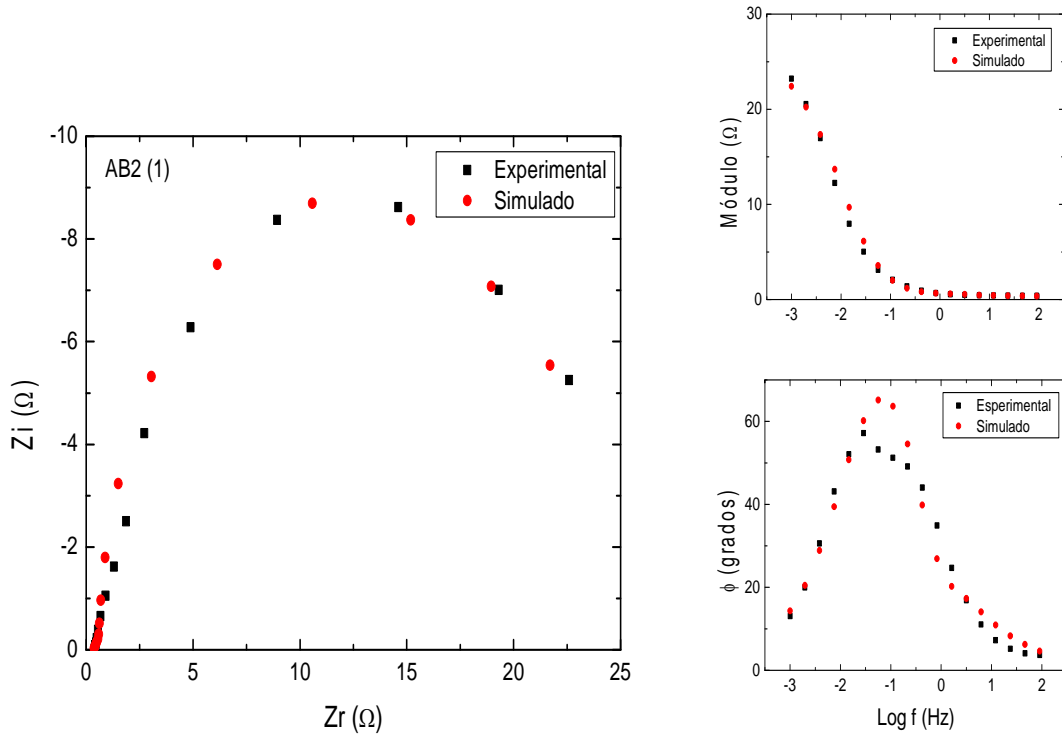 AB2 (1)
Experimental
Simulado
-10
-8
-6
-4
-2
0
Zi (Ω)
0 5 10 15 20 25
Zr (Ω)
Experimental
Simulado
30
20
10
0
Módulo (Ω)
-3 -2 -1 0 1 2
Esperimental
Simulado
60
40
20
0
ϕ (grados)
-3 -2 -1 0 1 2
Log f (Hz)